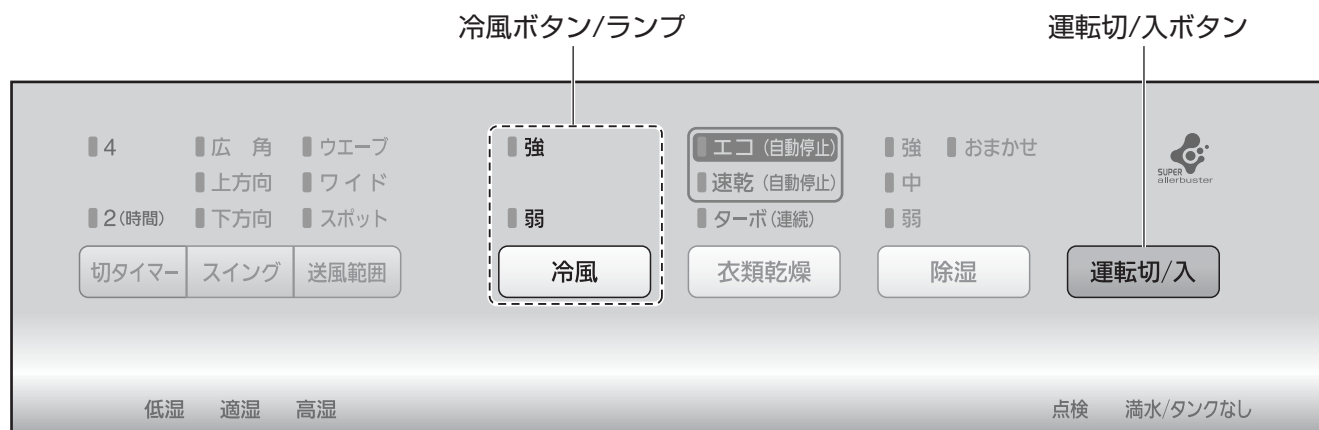 冷風ボタン/ランプ 運転切/入ボタン
4 広 角 ウエーブ 強 エコ（自動停止） 強 おまかせ
上方向 ワイド 速乾（自動停止） 中
2（時間） 下方向 スポット 弱 ターボ（連続） 弱
SUPER
allerbuster
切タイマー スイング 送風範囲 冷風 衣類乾燥 除湿 運転切/入
低湿 適湿 高湿 点検 満水/タンクなし